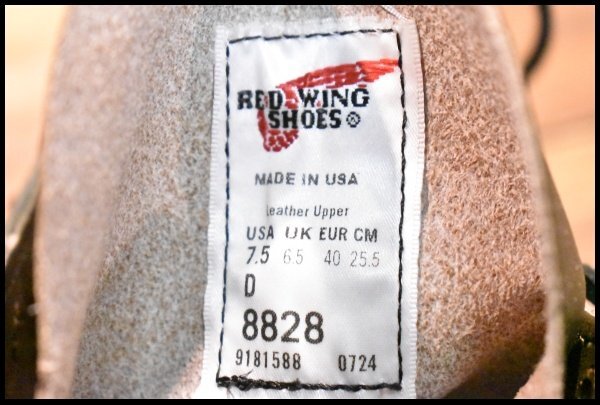 RED WING
SHOES®
MADE IN USA
Leather Upper
USA UK EUR CM
7.5 6.5 40 25.5
D
8828
9181588 0724